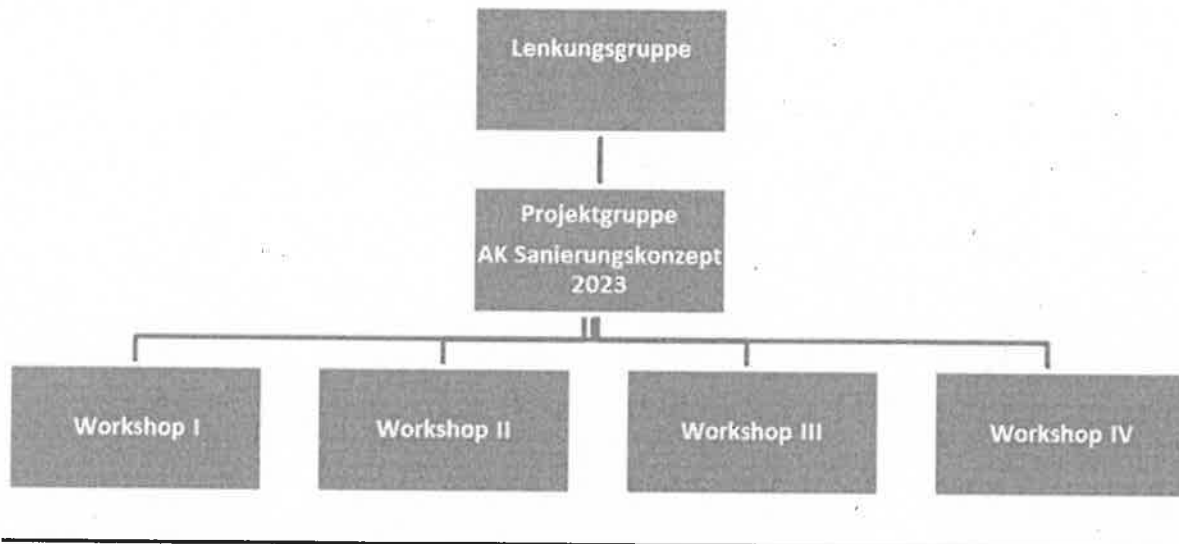 Lenkungsgruppe
Projektgruppe
AK Sanierungskonzept
2023
Workshop I
Workshop II
Workshop III
Workshop IV